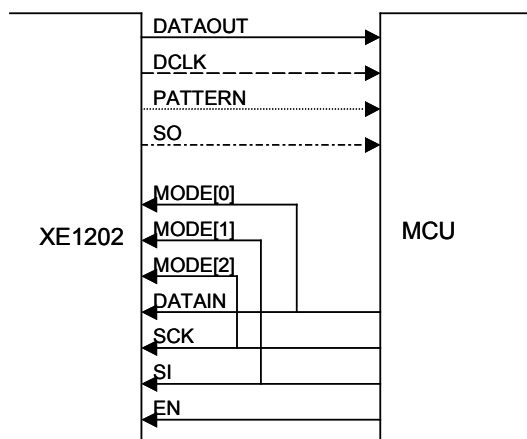 DATAOUT
DCLK
PATTERN
SO
MODE[0]
MODE[1]
XE1202
MCU
MODE[2]
DATAIN
SCK
SI
EN